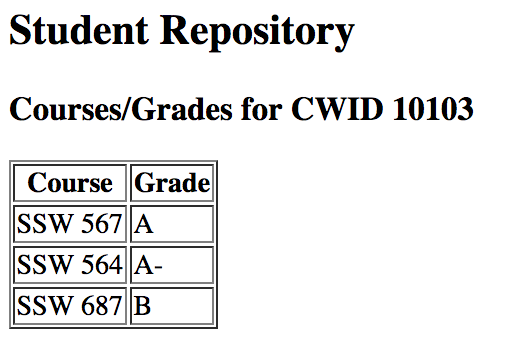 Student Repository
Courses/Grades for CWID 10103
Course Grade
SSW 567 A
SSW 564 A-
SSW 687 B